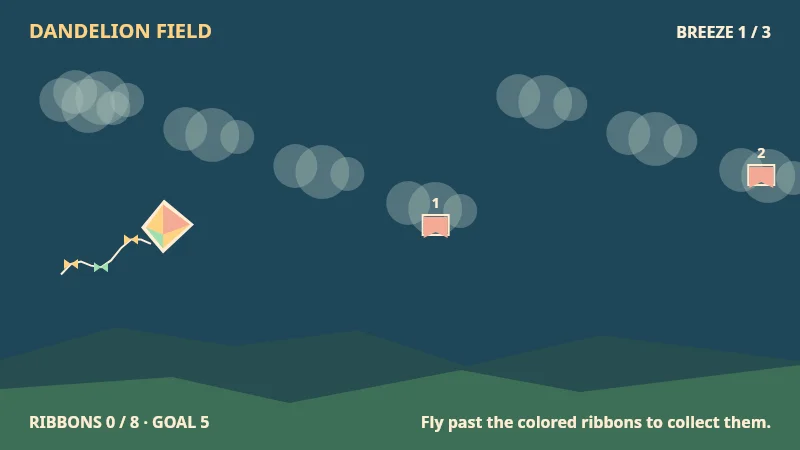 DANDELION FIELD
BREEZE 1 / 3
2
1
RIBBONS 0 / 8 · GOAL 5
Fly past the colored ribbons to collect them.